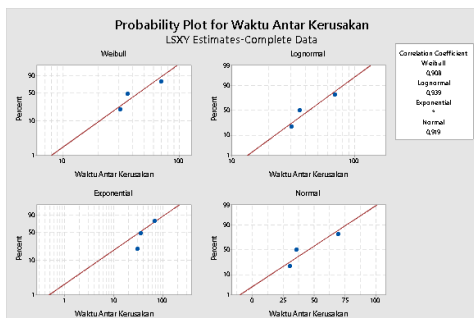 Probability Plot for Waktu Antar Kerusakan
LSXY Estimates-Complete Data
Weibull
Percent
90
50
10
1
10
100
Waktu Antar Kerusakan
Lognormal
Percent
99
90
50
10
1
10
100
Waktu Antar Kerusakan
Correlation Coefficient
Weibull
0,908
Lognormal
0,939
Exponential
*
Normal
0,919
Exponential
Percent
90
50
10
1
1
10
100
Waktu Antar Kerusakan
Normal
Percent
99
90
50
10
1
0
25
50
75
100
Waktu Antar Kerusakan